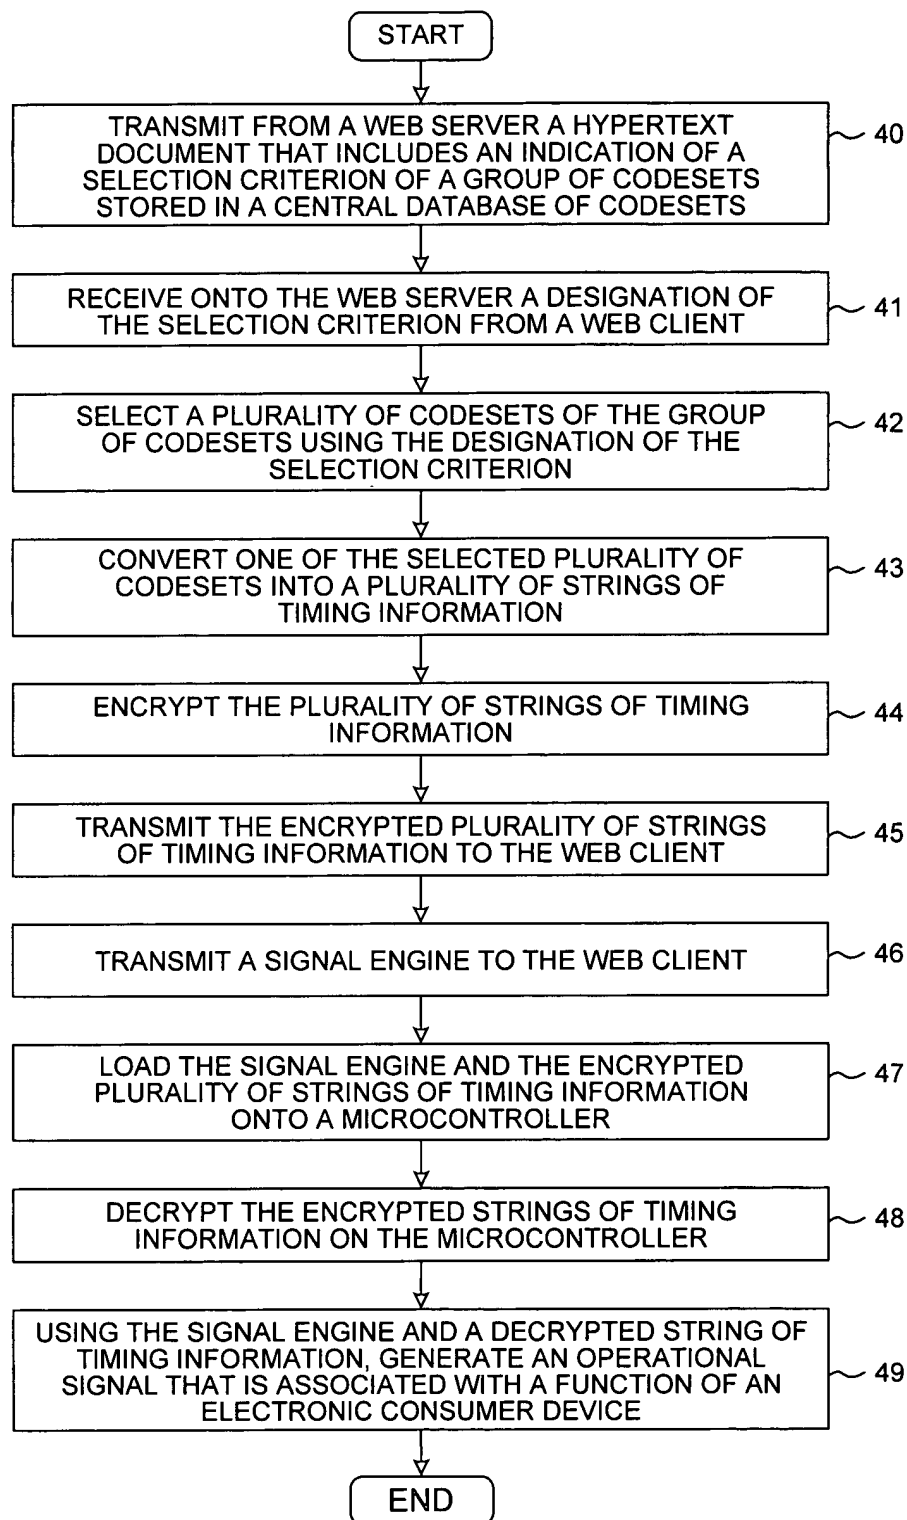 START
TRANSMIT FROM A WEB SERVER A HYPERTEXT
DOCUMENT THAT INCLUDES AN INDICATION OF A
SELECTION CRITERION OF A GROUP OF CODESETS
STORED IN A CENTRAL DATABASE OF CODESETS
40
RECEIVE ONTO THE WEB SERVER A DESIGNATION OF
THE SELECTION CRITERION FROM A WEB CLIENT
41
SELECT A PLURALITY OF CODESETS OF THE GROUP
OF CODESETS USING THE DESIGNATION OF THE
SELECTION CRITERION
42
CONVERT ONE OF THE SELECTED PLURALITY OF
CODESETS INTO A PLURALITY OF STRINGS OF
TIMING INFORMATION
43
ENCRYPT THE PLURALITY OF STRINGS OF TIMING
INFORMATION
44
TRANSMIT THE ENCRYPTED PLURALITY OF STRINGS
OF TIMING INFORMATION TO THE WEB CLIENT
45
TRANSMIT A SIGNAL ENGINE TO THE WEB CLIENT
46
LOAD THE SIGNAL ENGINE AND THE ENCRYPTED
PLURALITY OF STRINGS OF TIMING INFORMATION
ONTO A MICROCONTROLLER
47
DECRYPT THE ENCRYPTED STRINGS OF TIMING
INFORMATION ON THE MICROCONTROLLER
48
USING THE SIGNAL ENGINE AND A DECRYPTED STRING OF
TIMING INFORMATION, GENERATE AN OPERATIONAL
SIGNAL THAT IS ASSOCIATED WITH A FUNCTION OF AN
ELECTRONIC CONSUMER DEVICE
49
END